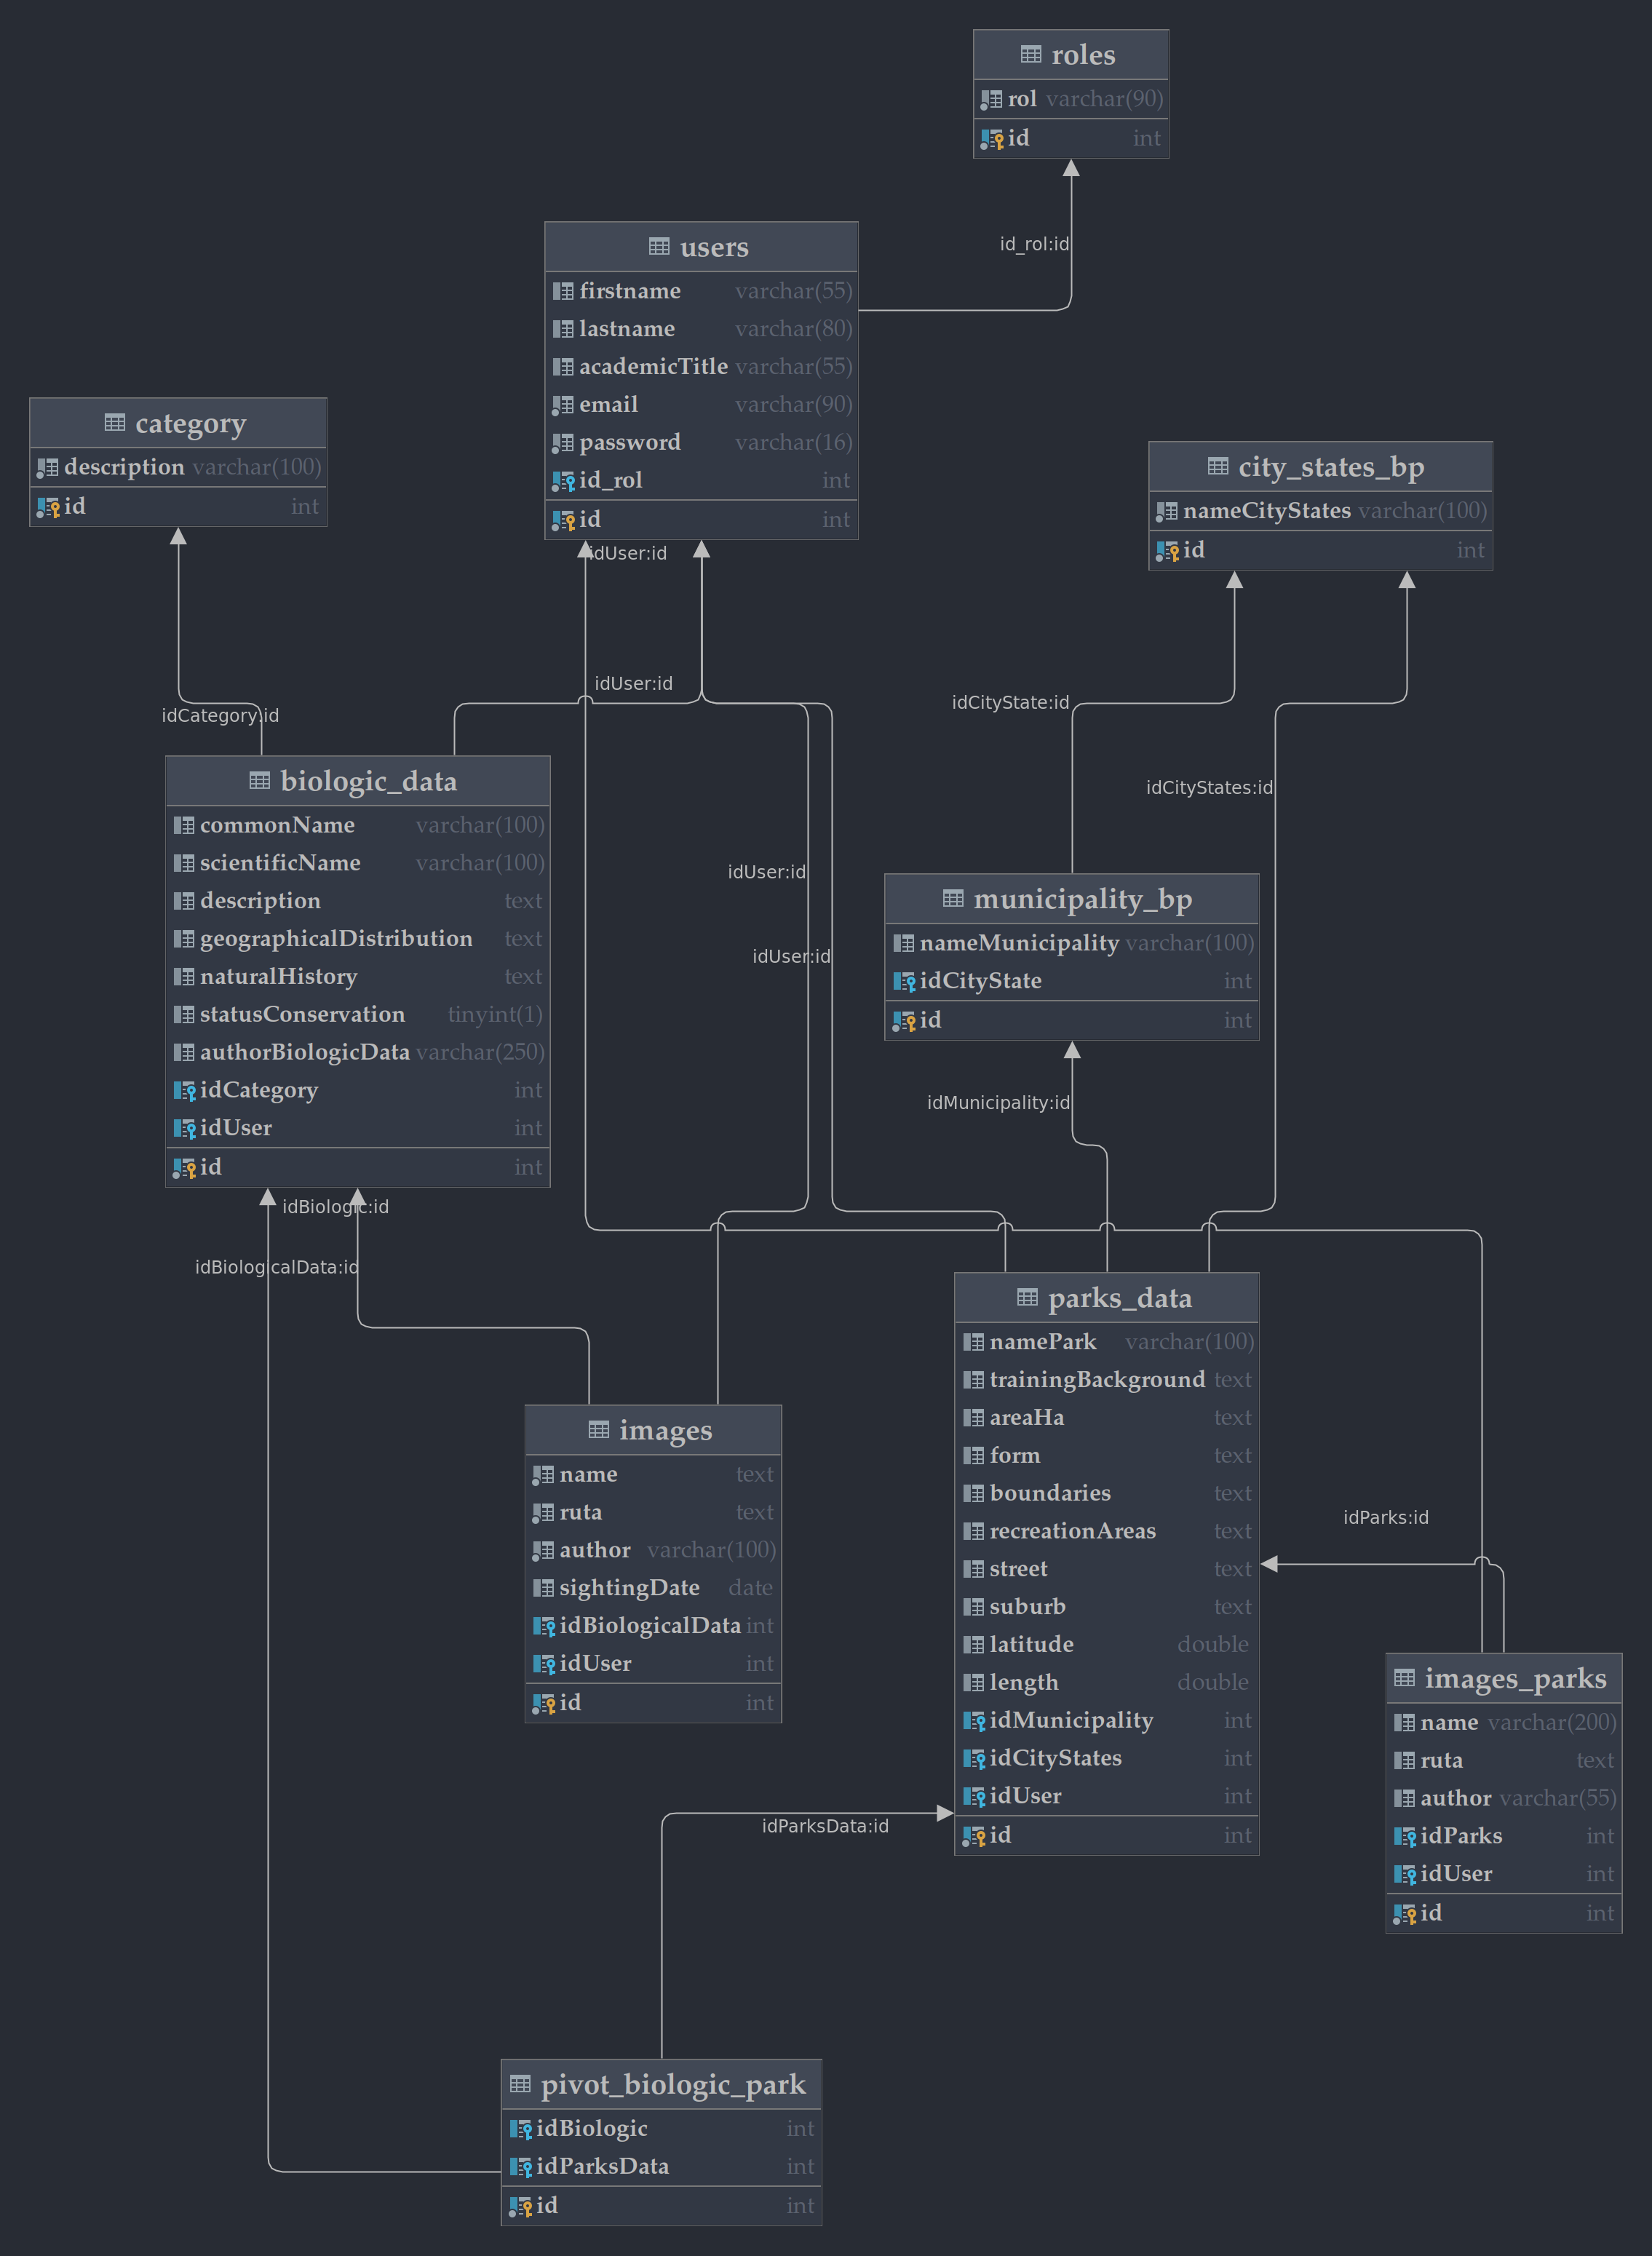 roles
rol varchar(90)
id int
id_rol:id
users
firstname varchar(55)
lastname varchar(80)
academicTitle varchar(55)
email varchar(90)
password varchar(16)
id_rol int
id int
category
description varchar(100)
id int
city_states_bp
nameCityStates varchar(100)
id int
idUser:id
idUser:id
idCategory:id
idCityState:id
idCityStates:id
biologic_data
commonName varchar(100)
scientificName varchar(100)
description text
geographicalDistribution text
naturalHistory text
statusConservation tinyint(1)
authorBiologicData varchar(250)
idCategory int
idUser int
id int
idUser:id
idUser:id
municipality_bp
nameMunicipality varchar(100)
idCityState int
id int
idMunicipality:id
idBiologic:id
idBiologicalData:id
parks_data
namePark varchar(100)
trainingBackground text
areaHa text
form text
boundaries text
recreationAreas text
street text
suburb text
latitude double
length double
idMunicipality int
idCityStates int
idUser int
id int
images
name text
ruta text
author varchar(100)
sightingDate date
idBiologicalData int
idUser int
id int
idParks:id
images_parks
name varchar(200)
ruta text
author varchar(55)
idParks int
idUser int
id int
idParksData:id
pivot_biologic_park
idBiologic int
idParksData int
id int